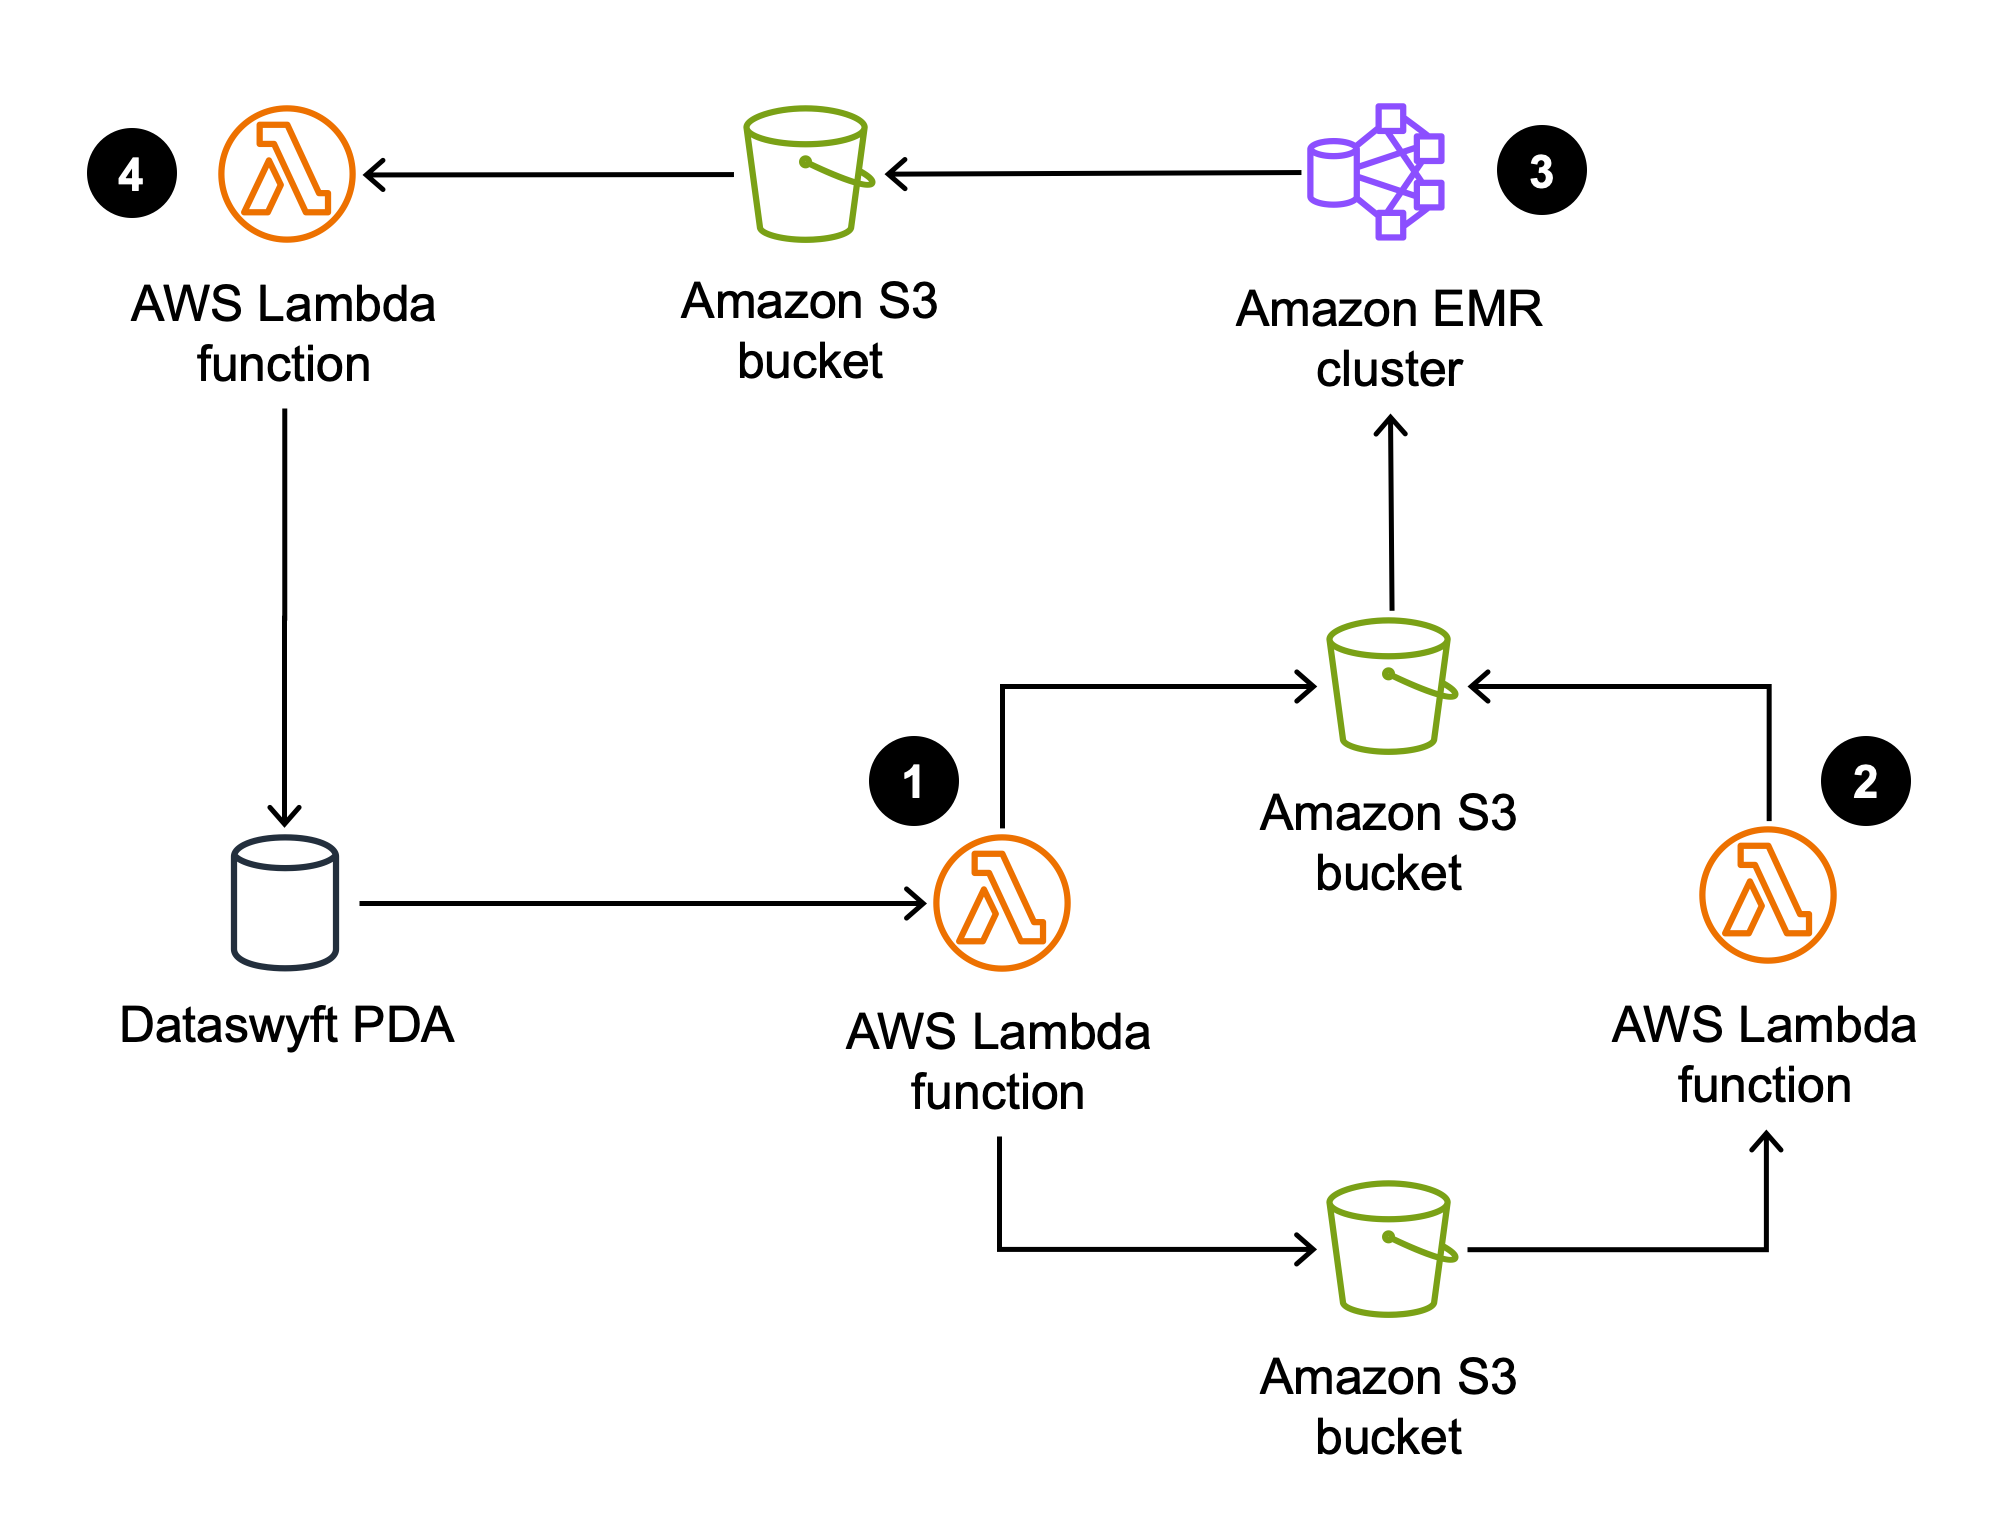 4
AWS Lambda
function
Amazon S3
bucket
3
Amazon EMR
cluster
1
2
Amazon S3
bucket
Dataswyft PDA
AWS Lambda
function
AWS Lambda
function
Amazon S3
bucket